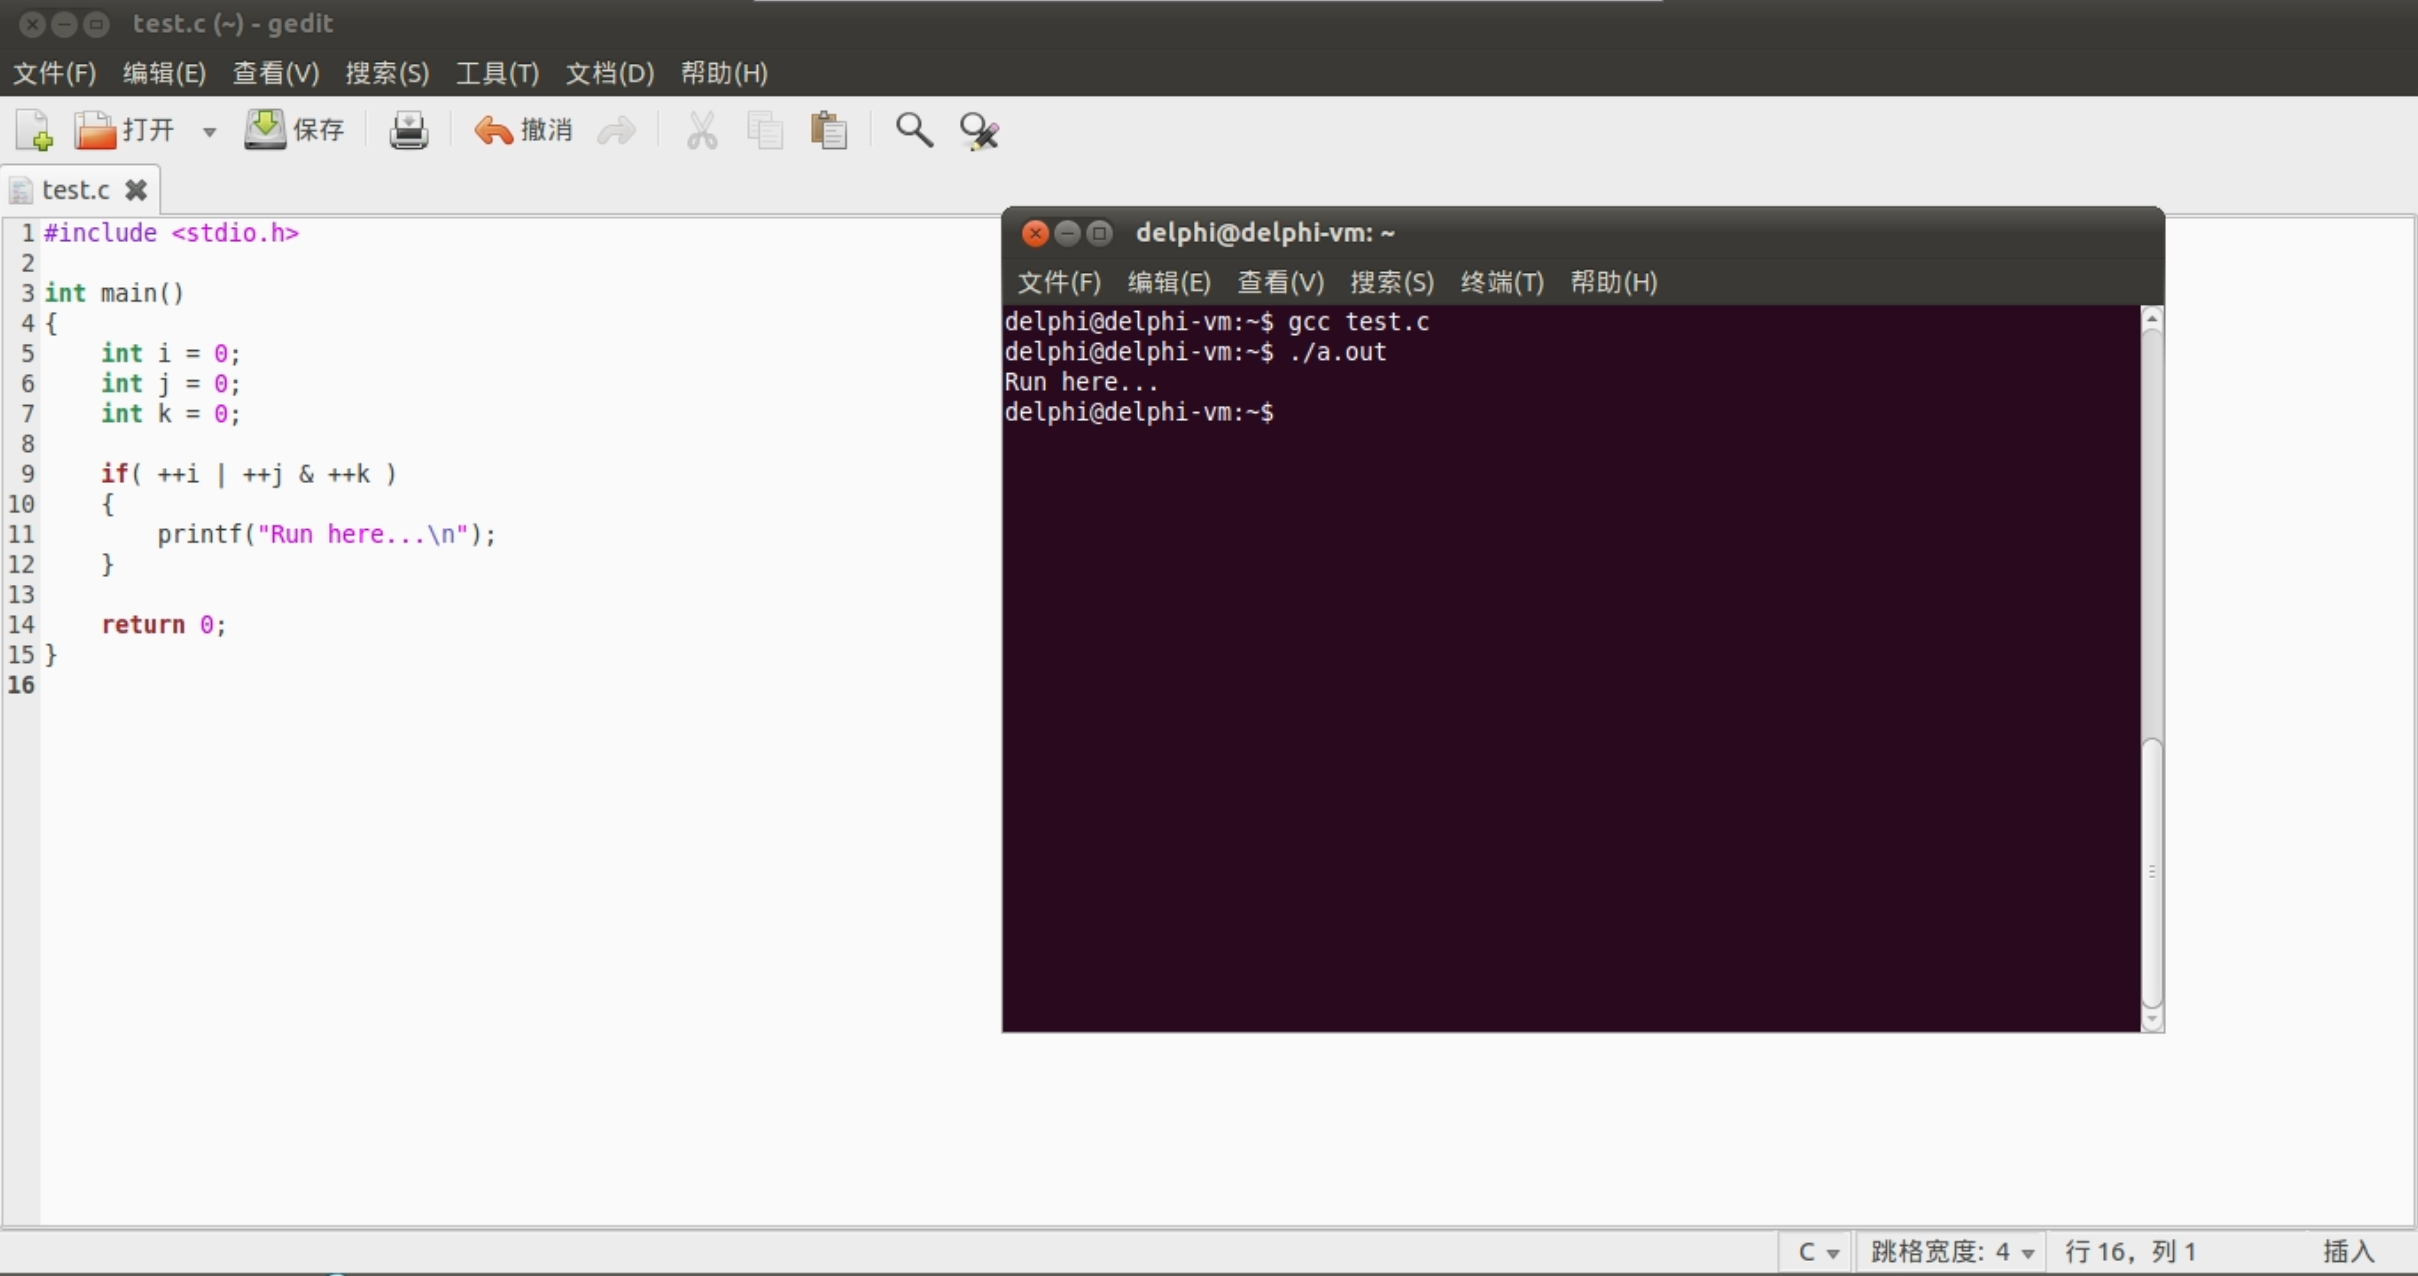 test.c (~) - gedit
文件(F) 编辑(E) 查看(V) 搜索(S) 工具(T) 文档(D) 帮助(H)
打开 保存 撤消
test.c
1 #include <stdio.h>
2
3 int main()
4 {
5     int i = 0;
6     int j = 0;
7     int k = 0;
8
9     if( ++i | ++j & ++k )
10     {
11         printf("Run here...\n");
12     }
13
14     return 0;
15 }
16
delphi@delphi-vm: ~
文件(F) 编辑(E) 查看(V) 搜索(S) 终端(T) 帮助(H)
delphi@delphi-vm:~$ gcc test.c
delphi@delphi-vm:~$ ./a.out
Run here...
delphi@delphi-vm:~$
C 跳格宽度: 4 行 16，列 1 插入